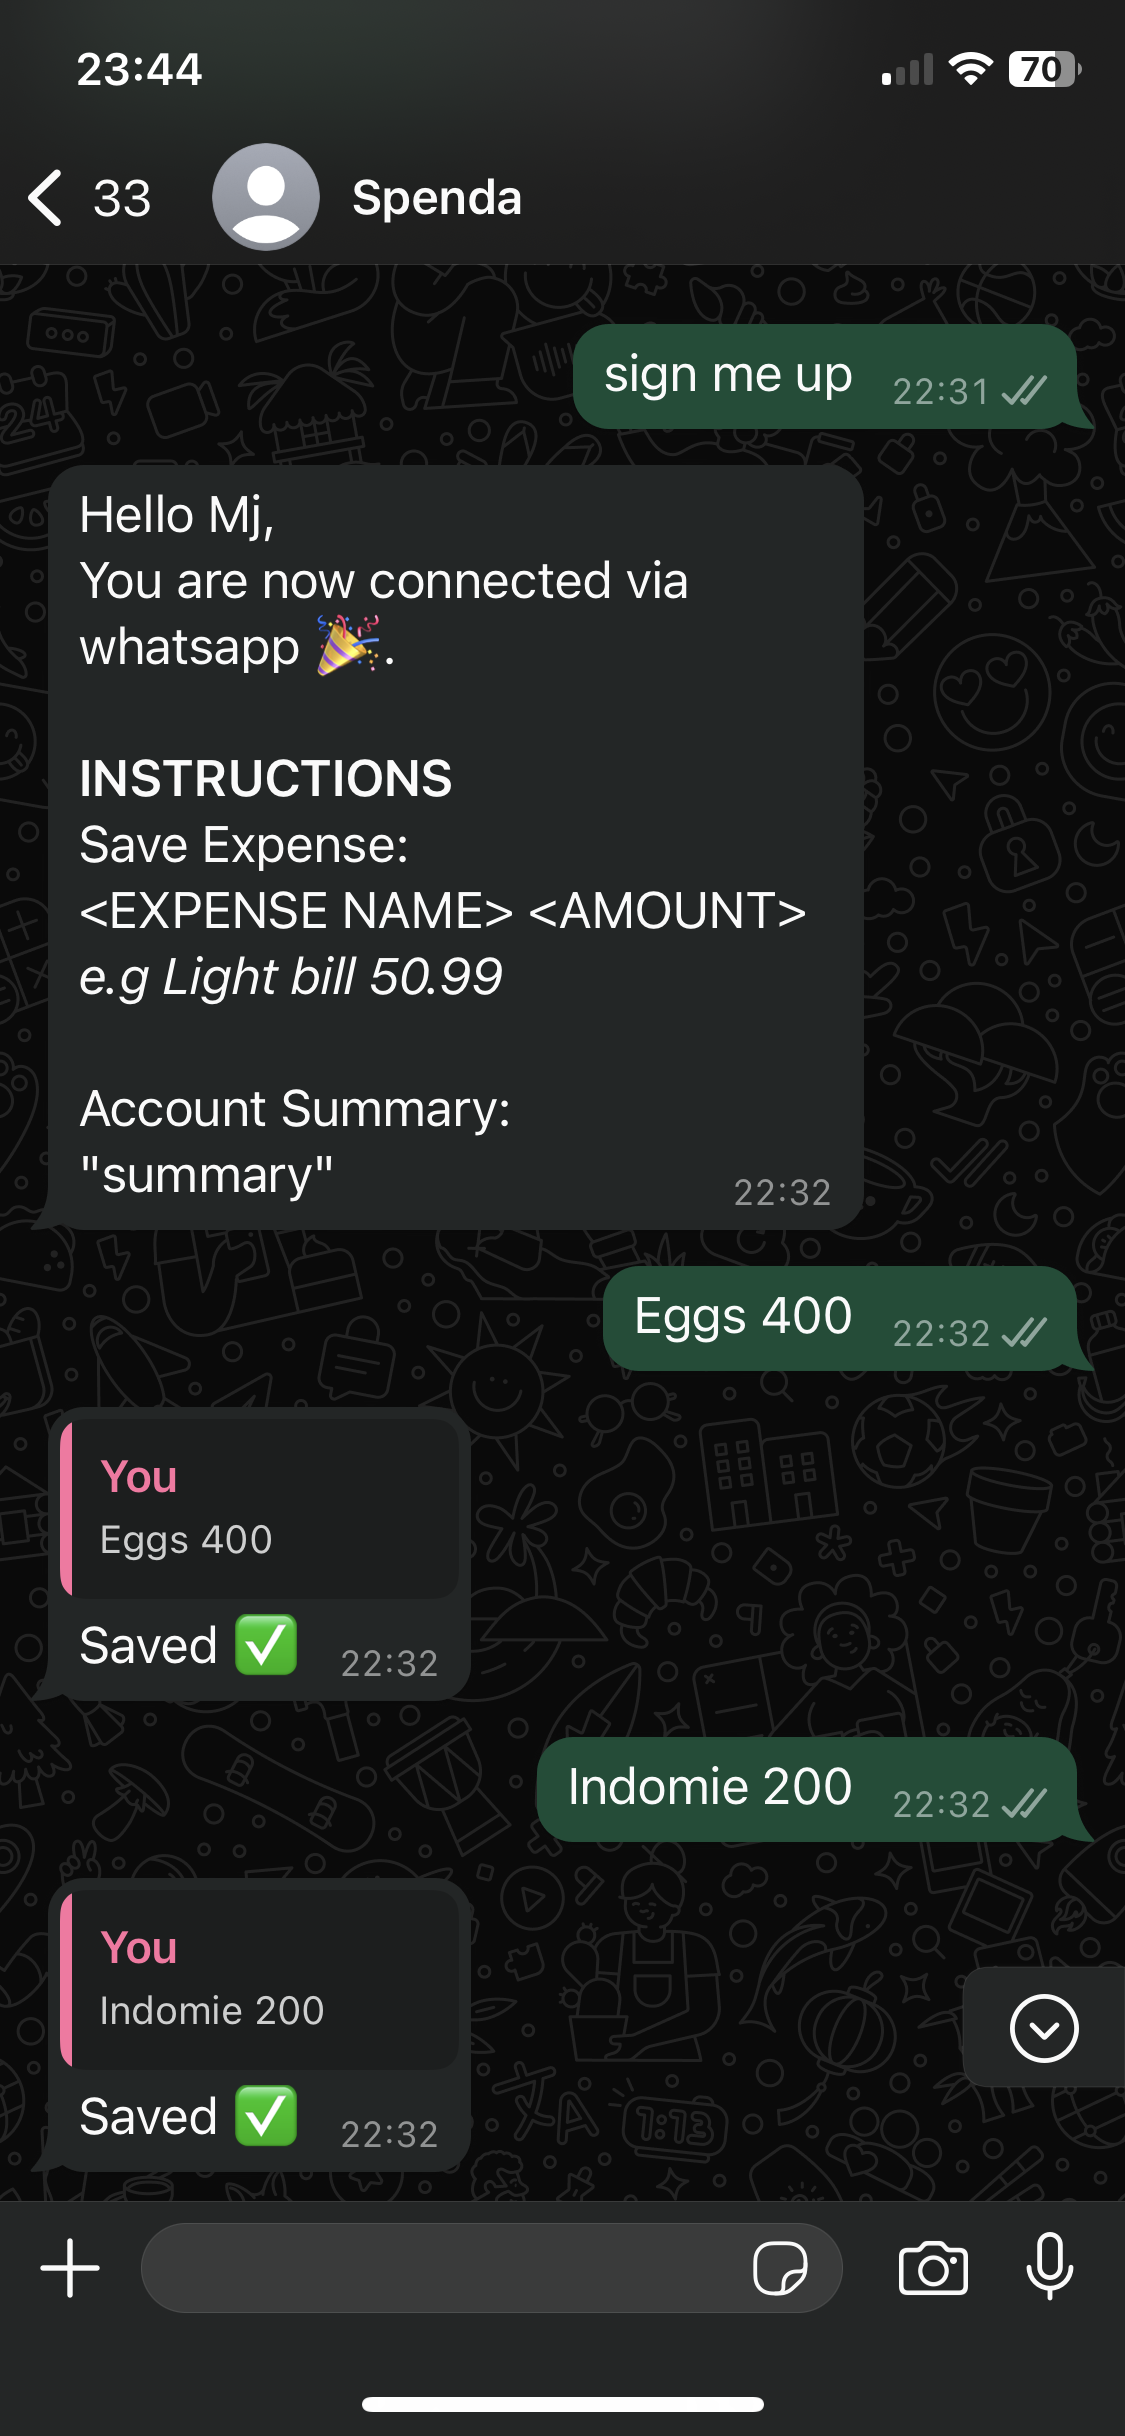 23:44
70
33
Spenda
sign me up 22:31
Hello Mj,
You are now connected via
whatsapp 🎉.
INSTRUCTIONS
Save Expense:
<EXPENSE NAME> <AMOUNT>
e.g Light bill 50.99
Account Summary:
"summary"
22:32
Eggs 400 22:32
You
Eggs 400
Saved ✅ 22:32
Indomie 200 22:32
You
Indomie 200
Saved ✅ 22:32